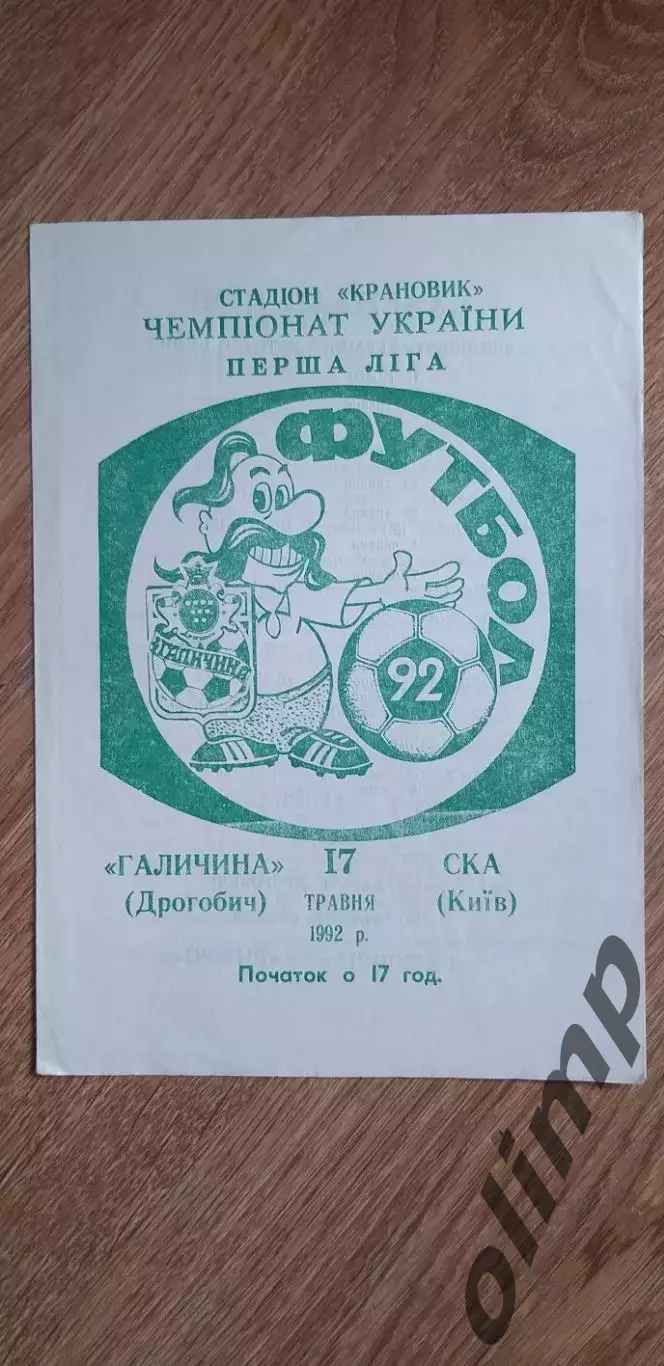 СТАДІОН «КРАНОВИК»
ЧЕМПІОНАТ УКРАЇНИ
ПЕРША ЛІГА
ФУТБОЛ
ГАЛИЧИНА
92
«ГАЛИЧИНА» 17 СКА
(Дрогобич) ТРАВНЯ (Київ)
1992 р.
Початок о 17 год.
olimp